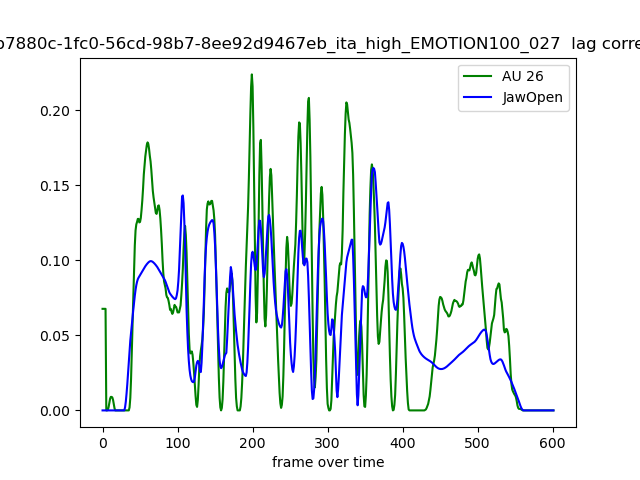 b7880c-1fc0-56cd-98b7-8ee92d9467eb_ita_high_EMOTION100_027 lag corre
AU 26
JawOpen
0.20
0.15
0.10
0.05
0.00
0 100 200 300 400 500 600
frame over time